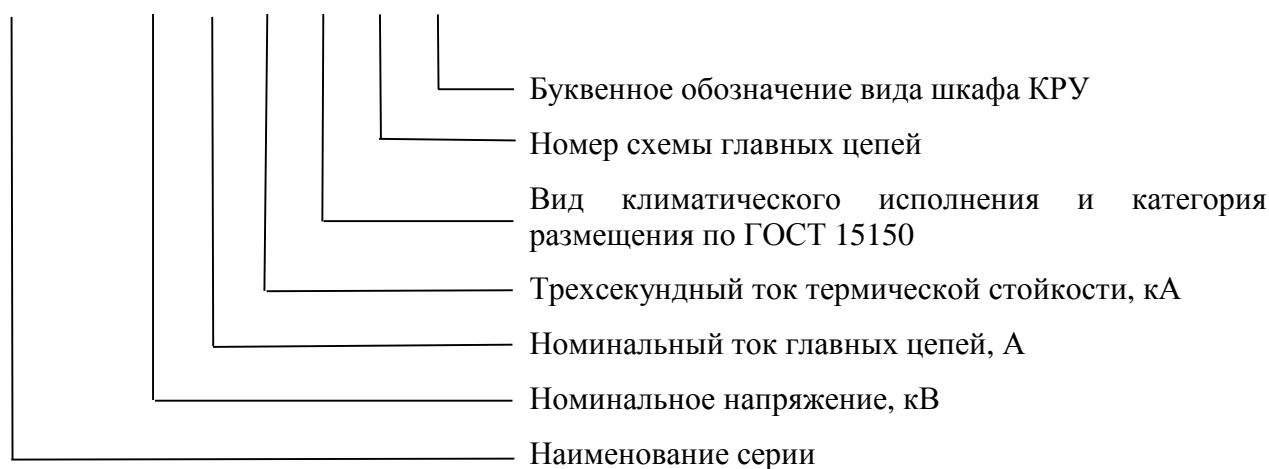 Буквенное обозначение вида шкафа КРУ
Номер схемы главных цепей
Вид климатического исполнения и категория
размещения по ГОСТ 15150
Трехсекундный ток термической стойкости, кА
Номинальный ток главных цепей, А
Номинальное напряжение, кВ
Наименование серии